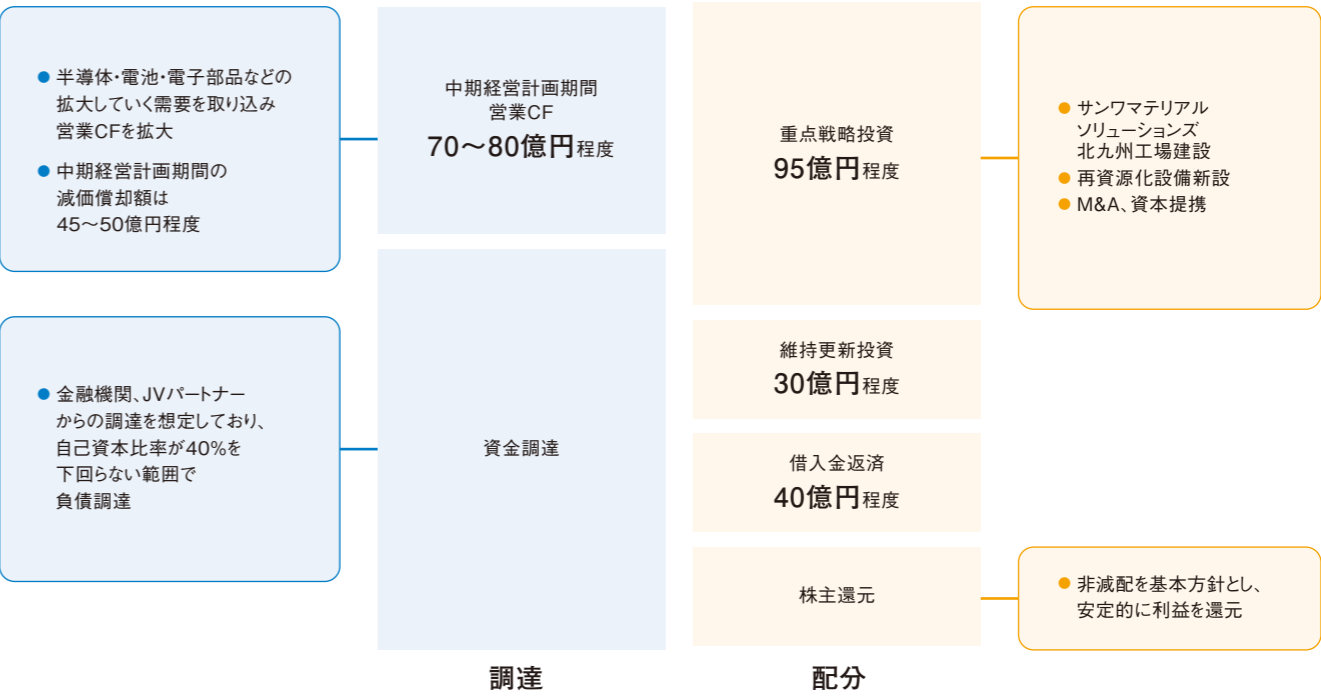 ● 半導体・電池・電子部品などの
拡大していく需要を取り込み
営業CFを拡大
● 中期経営計画期間の
減価償却額は
45〜50億円程度
● 金融機関、JVパートナー
からの調達を想定しており、
自己資本比率が40%を
下回らない範囲で
負債調達
中期経営計画期間
営業CF
70〜80億円程度
資金調達
調達
重点戦略投資
95億円程度
維持更新投資
30億円程度
借入金返済
40億円程度
株主還元
配分
● サンワマテリアル
ソリューションズ
北九州工場建設
● 再資源化設備新設
● M&A、資本提携
● 非減配を基本方針とし、
安定的に利益を還元